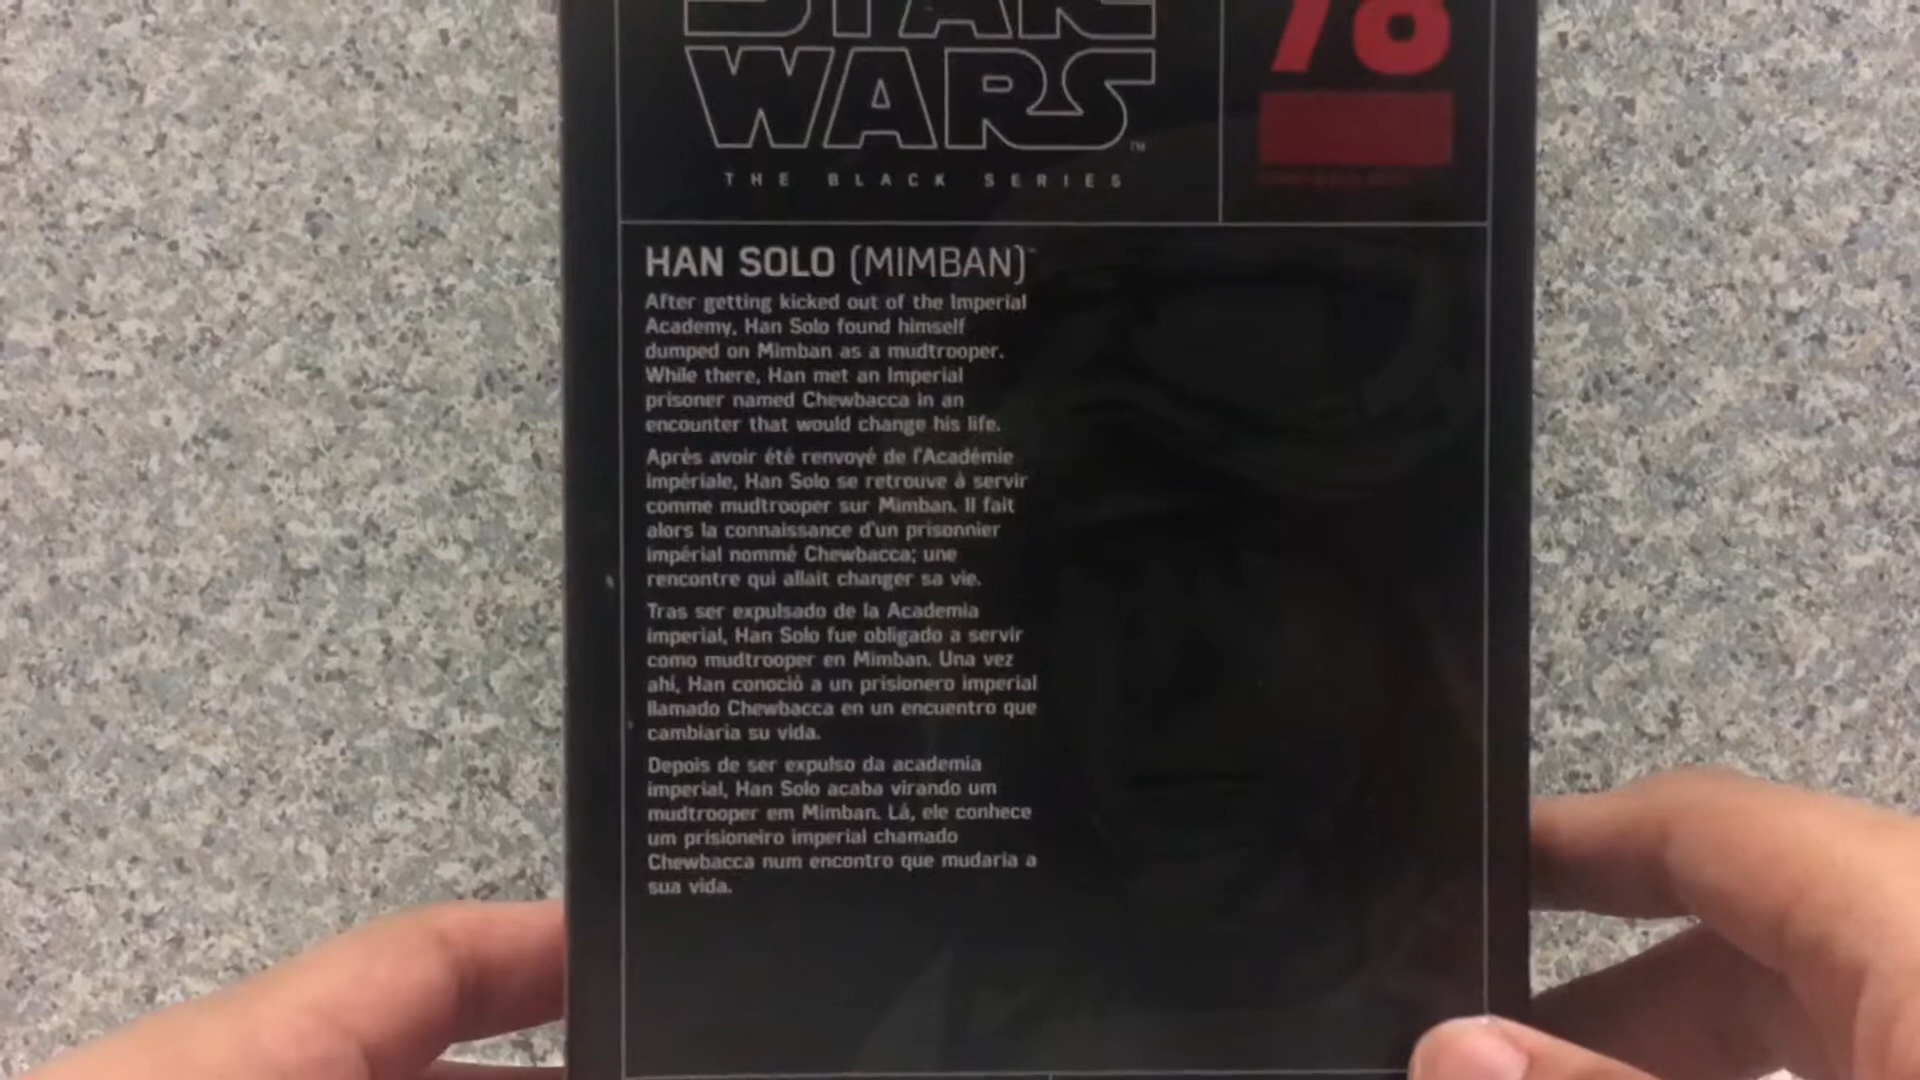 STAR
WARS
78
TM
THE BLACK SERIES
HAN SOLO (MIMBAN)
After getting kicked out of the Imperial
Academy, Han Solo found himself
dumped on Mimban as a mudtrooper.
While there, Han met an Imperial
prisoner named Chewbacca in an
encounter that would change his life.
Après avoir été renvoyé de l'Académie
impériale, Han Solo se retrouve à servir
comme mudtrooper sur Mimban. Il fait
alors la connaissance d'un prisonnier
impérial nommé Chewbacca; une
rencontre qui allait changer sa vie.
Tras ser expulsado de la Academia
imperial, Han Solo fue obligado a servir
como mudtrooper en Mimban. Una vez
ahí, Han conoció a un prisionero imperial
llamado Chewbacca en un encuentro que
cambiaría su vida.
Depois de ser expulso da academia
imperial, Han Solo acaba virando um
mudtrooper em Mimban. Lá, ele conhece
um prisioneiro imperial chamado
Chewbacca num encontro que mudaria a
sua vida.